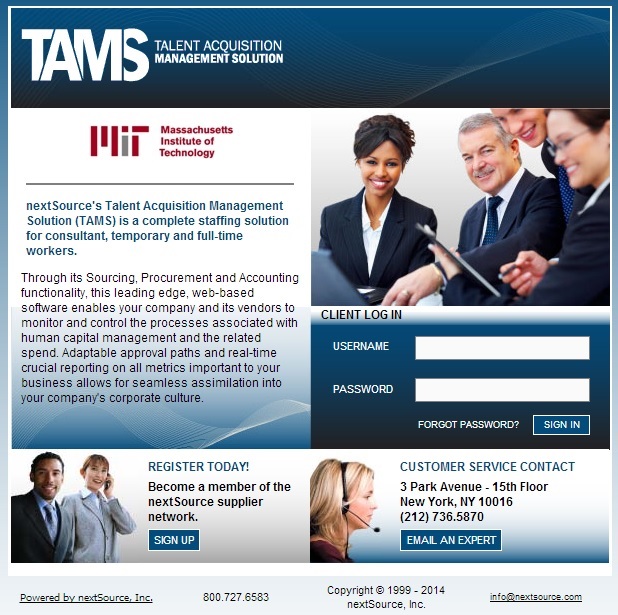 TAMS
TALENT ACQUISITION
MANAGEMENT SOLUTION
MIT
Massachusetts
Institute of
Technology
nextSource's Talent Acquisition Management
Solution (TAMS) is a complete staffing solution
for consultant, temporary and full-time
workers.
Through its Sourcing, Procurement and Accounting
functionality, this leading edge, web-based
software enables your company and its vendors to
monitor and control the processes associated with
human capital management and the related
spend. Adaptable approval paths and real-time
crucial reporting on all metrics important to your
business allows for seamless assimilation into
your company's corporate culture.
CLIENT LOG IN
USERNAME
PASSWORD
FORGOT PASSWORD?
SIGN IN
REGISTER TODAY!
Become a member of the
nextSource supplier
network.
SIGN UP
CUSTOMER SERVICE CONTACT
3 Park Avenue - 15th Floor
New York, NY 10016
(212) 736.5870
EMAIL AN EXPERT
Powered by nextSource, Inc.
800.727.6583
Copyright © 1999 - 2014
nextSource, Inc.
info@nextsource.com